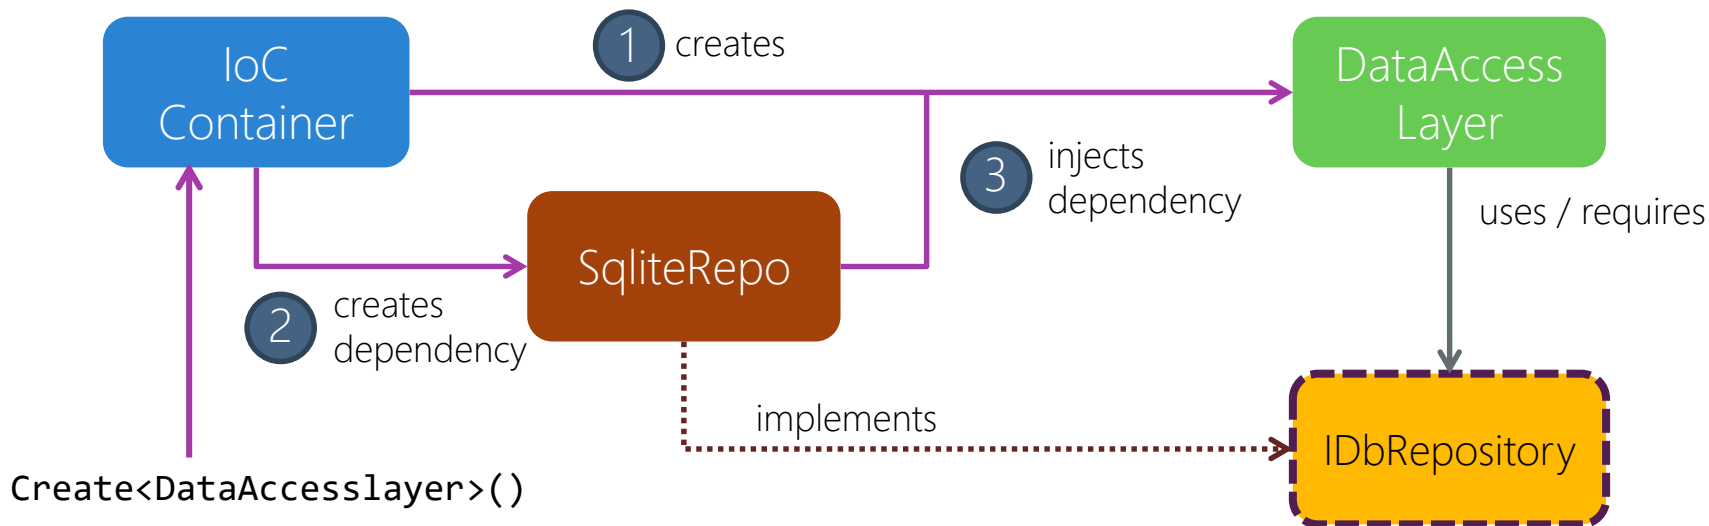 IoC
Container
1
creates
DataAccess
Layer
3
injects
dependency
uses / requires
SqliteRepo
2
creates
dependency
implements
IDbRepository
Create<DataAccesslayer>()